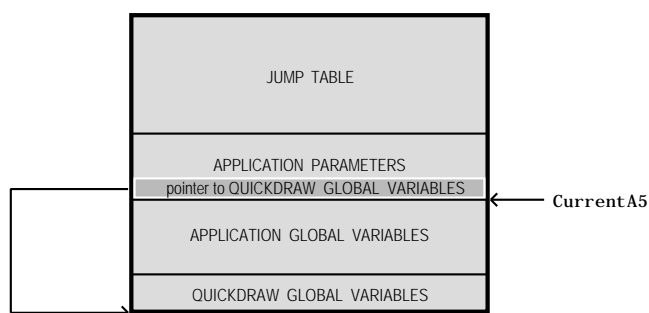 JUMP TABLE
APPLICATION PARAMETERS
pointer to QUICKDRAW GLOBAL VARIABLES
CurrentA5
APPLICATION GLOBAL VARIABLES
QUICKDRAW GLOBAL VARIABLES